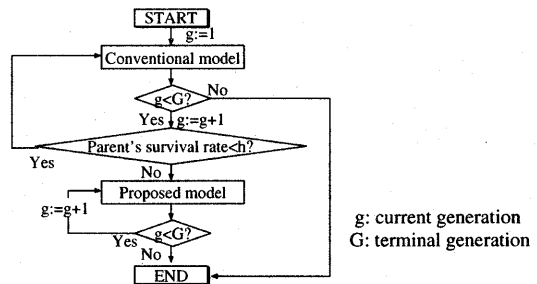 START
g:=1
Conventional model
g<G?
No
Yes
g:=g+1
Parent's survival rate<h?
Yes
No
Proposed model
g:=g+1
g<G?
Yes
No
END
g: current generation
G: terminal generation